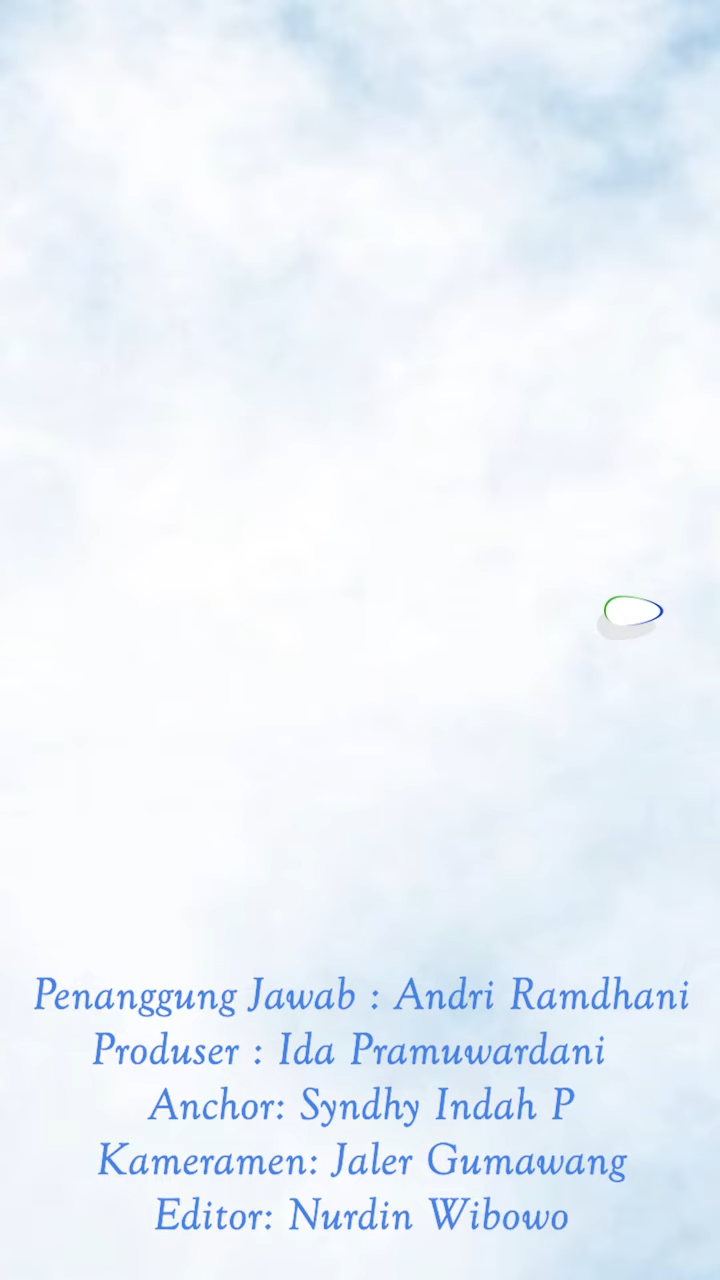 Penanggung Jawab : Andri Ramdhani
Produser : Ida Pramuwardani
Anchor: Syndhy Indah P
Kameramen: Jaler Gumawang
Editor: Nurdin Wibowo